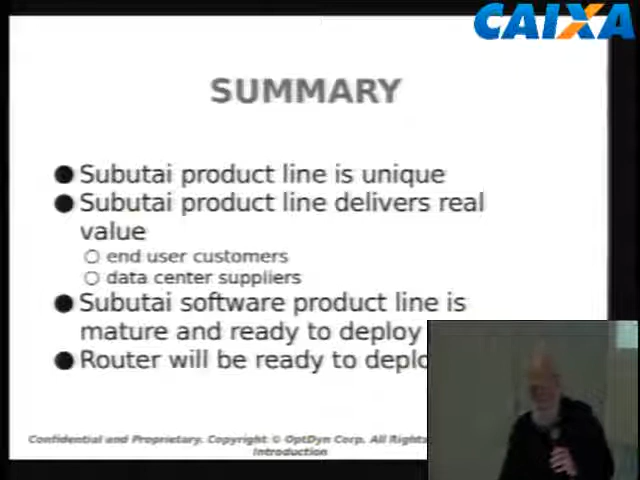 CAIXA
SUMMARY
Subutai product line is unique
Subutai product line delivers real
value
end user customers
data center suppliers
Subutai software product line is
mature and ready to deploy
Router will be ready to
Confidential and Proprietary. Copyright © OptDyn Corp. All Rights
Introduction